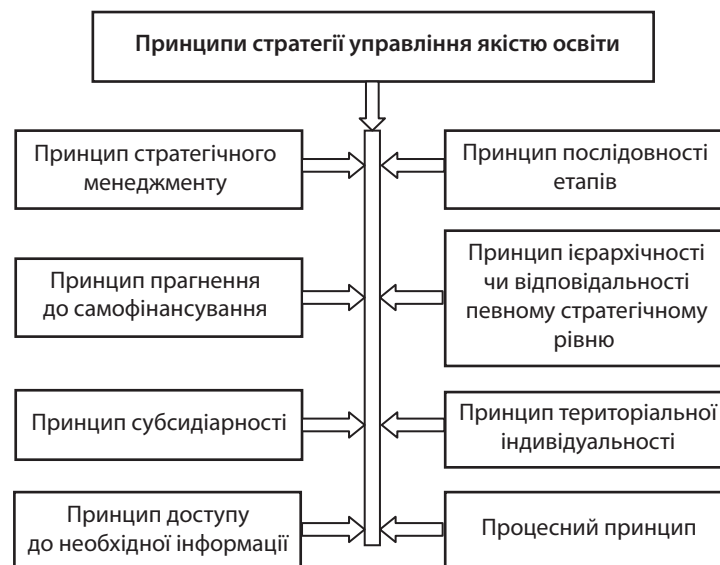 Принципи стратегії управління якістю освіти
Принцип стратегічного
менеджменту
Принцип послідовності
етапів
Принцип прагнення
до самофінансування
Принцип ієрархічності
чи відповідальності
певному стратегічному
рівню
Принцип субсидіарності
Принцип територіальної
індивідуальності
Принцип доступу
до необхідної інформації
Процесний принцип